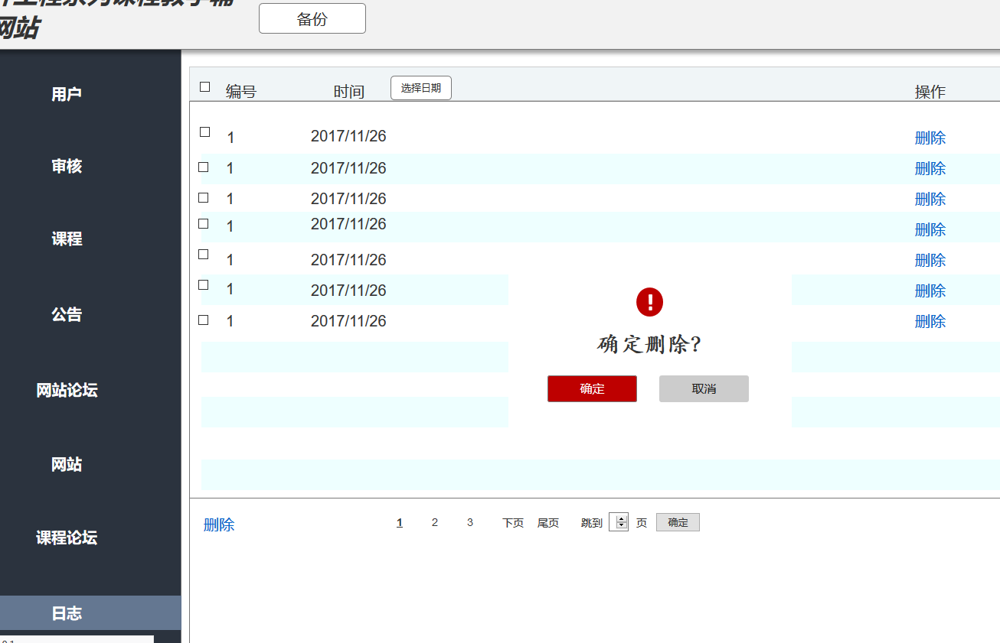 网站
备份
用户
审核
课程
公告
网站论坛
网站
课程论坛
日志
编号 时间 选择日期 操作
1 2017/11/26 删除
1 2017/11/26 删除
1 2017/11/26 删除
1 2017/11/26 删除
1 2017/11/26 删除
1 2017/11/26 删除
1 2017/11/26 删除
!
确定删除?
确定 取消
删除 1 2 3 下页 尾页 跳到 页 确定